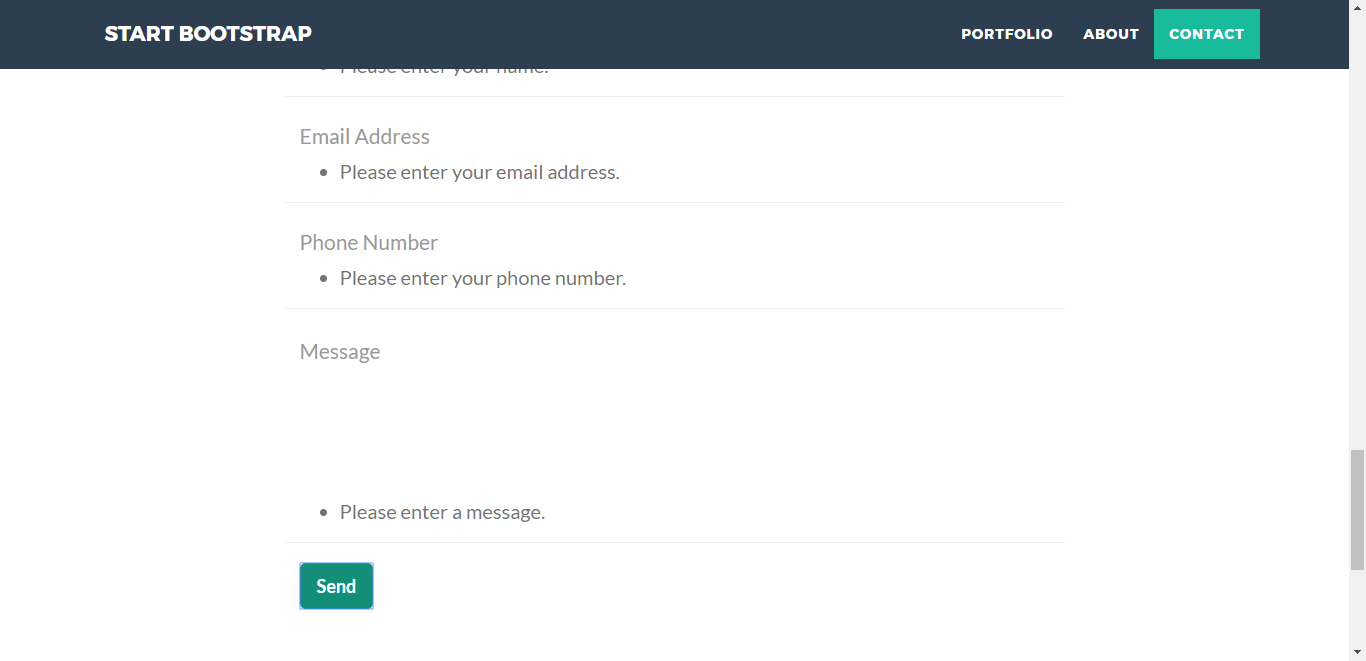 START BOOTSTRAP
PORTFOLIO
ABOUT
CONTACT
Please enter your name.
Email Address
Please enter your email address.
Phone Number
Please enter your phone number.
Message
Please enter a message.
Send